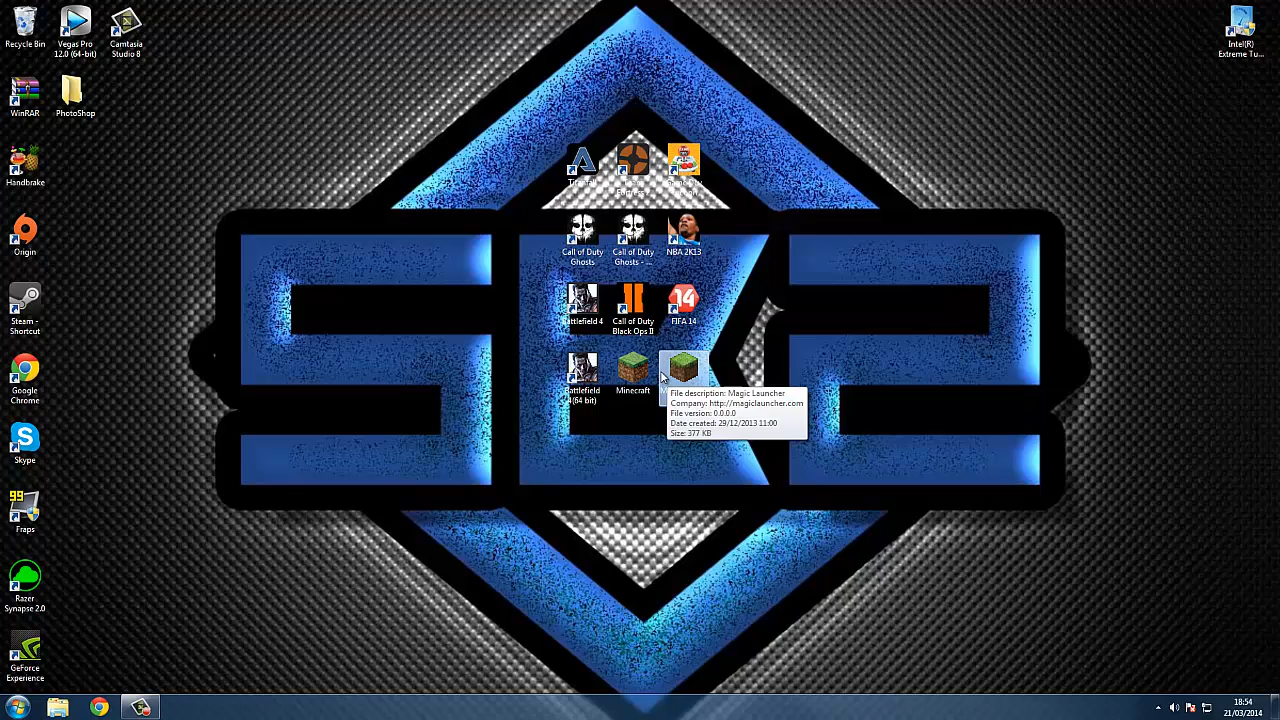 Recycle Bin
Vegas Pro
12.0 (64-bit)
Camtasia
Studio 8
Intel(R)
Extreme Tu...
WinRAR
PhotoShop
Handbrake
Origin
Steam -
Shortcut
Google
Chrome
Skype
99
Fraps
Razer
Synapse 2.0
GeForce
Experience
Call of Duty
Ghosts
Call of Duty
Ghosts - ...
NBA 2K13
Battlefield 4
Call of Duty
Black Ops II
14
FIFA 14
Battlefield
4(64 bit)
Minecraft
File description: Magic Launcher
Company: http://magiclauncher.com
File version: 0.0.0.0
Date created: 29/12/2013 11:00
Size: 377 KB
18:54
21/03/2014